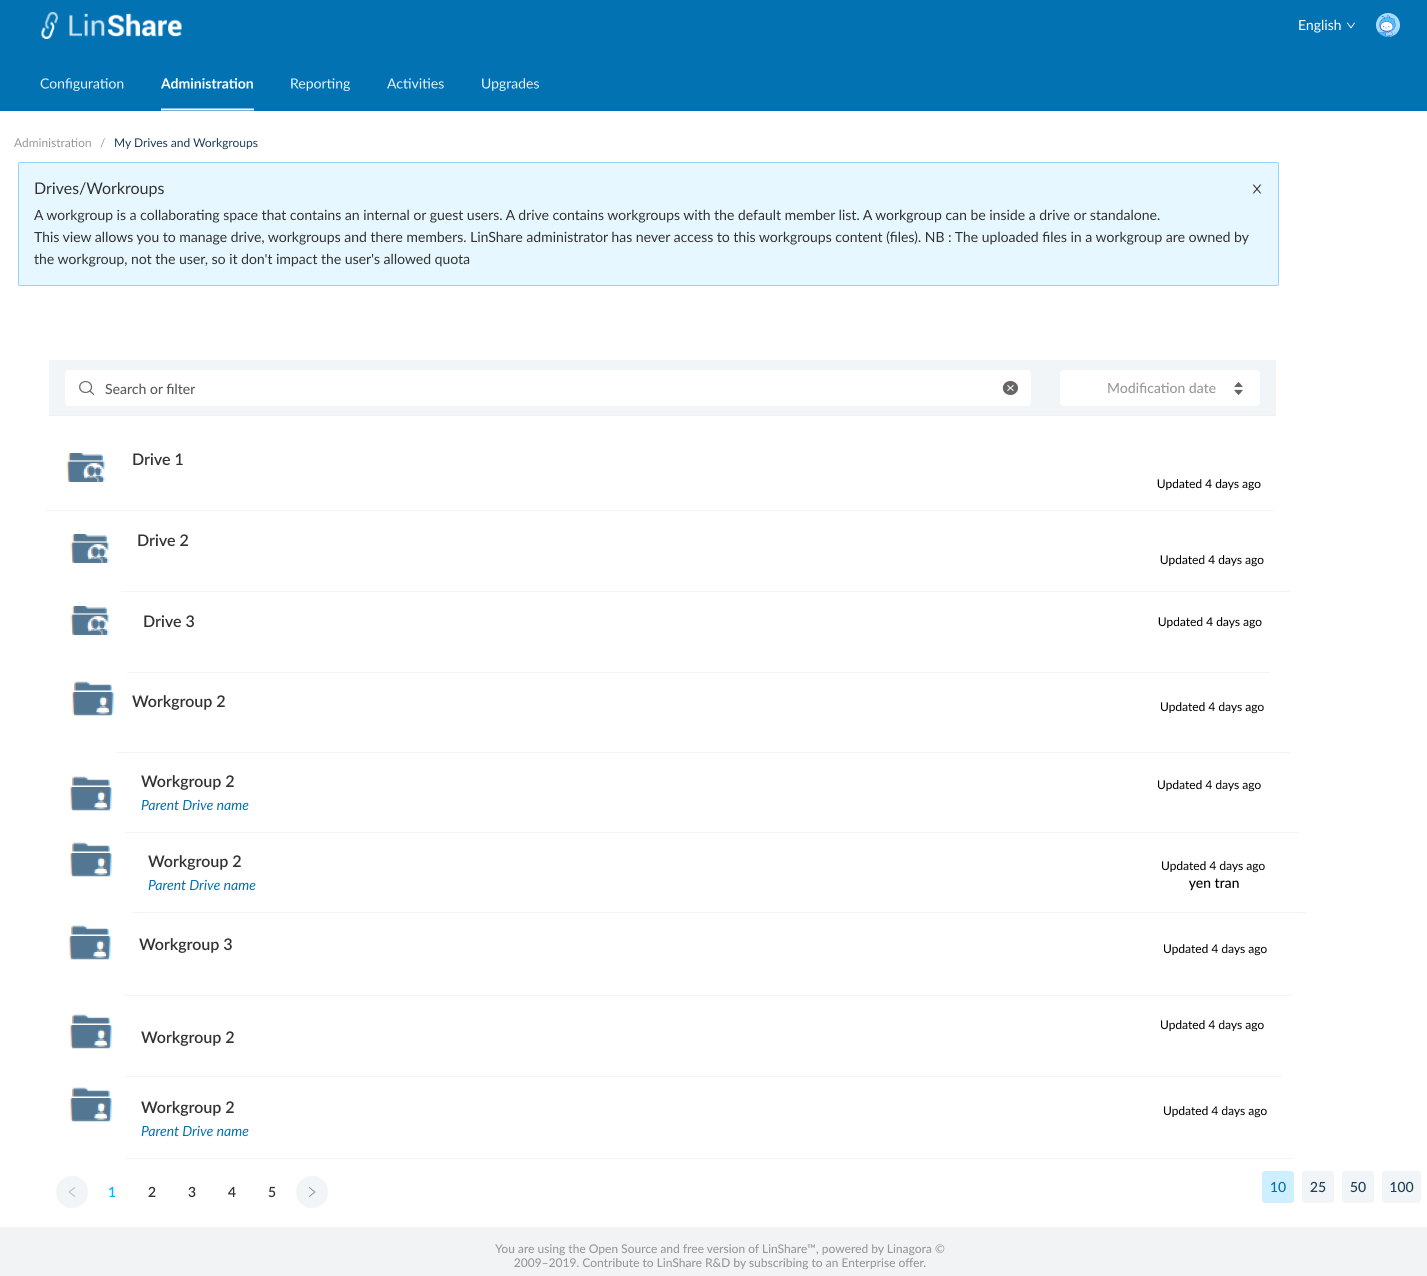 LinShare
English
Configuration Administration Reporting Activities Upgrades
Administration / My Drives and Workgroups
Drives/Workroups
A workgroup is a collaborating space that contains an internal or guest users. A drive contains workgroups with the default member list. A workgroup can be inside a drive or standalone.
This view allows you to manage drive, workgroups and there members. LinShare administrator has never access to this workgroups content (files). NB : The uploaded files in a workgroup are owned by
the workgroup, not the user, so it don't impact the user's allowed quota
Search or filter
Modification date
Drive 1
Updated 4 days ago
Drive 2
Updated 4 days ago
Drive 3
Updated 4 days ago
Workgroup 2
Updated 4 days ago
Workgroup 2
Updated 4 days ago
Parent Drive name
Workgroup 2
Updated 4 days ago
Parent Drive name
yen tran
Workgroup 3
Updated 4 days ago
Workgroup 2
Updated 4 days ago
Workgroup 2
Updated 4 days ago
Parent Drive name
< 1 2 3 4 5 >
10 25 50 100
You are using the Open Source and free version of LinShare™, powered by Linagora ©
2009–2019. Contribute to LinShare R&D by subscribing to an Enterprise offer.